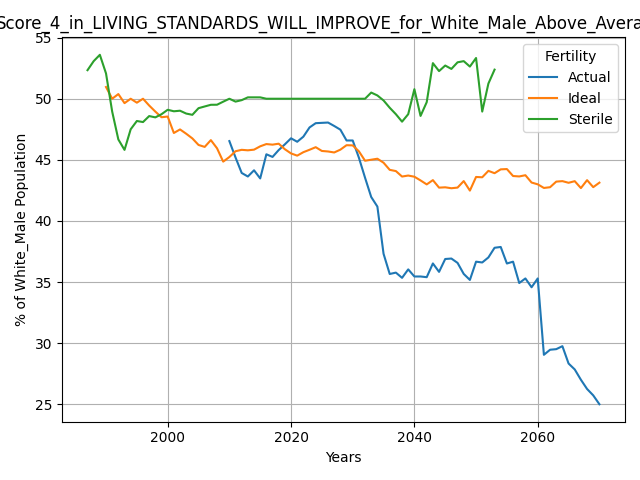 Score_4_in_LIVING_STANDARDS_WILL_IMPROVE_for_White_Male_Above_Avera
55
50
45
40
35
30
25
% of White_Male Population
2000 2020 2040 2060
Years
Fertility
Actual
Ideal
Sterile